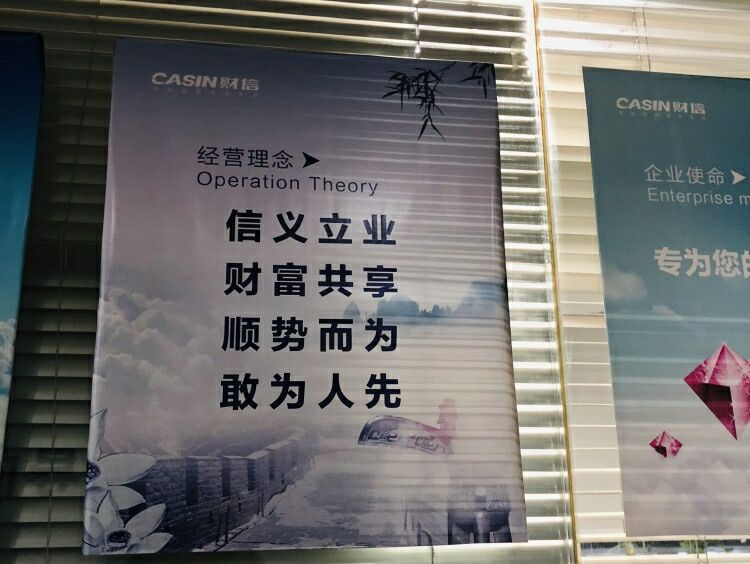 CASIN财信
经营理念
Operation Theory
信义立业
财富共享
顺势而为
敢为人先
CASIN财信
企业使命
Enterprise m
专为您的